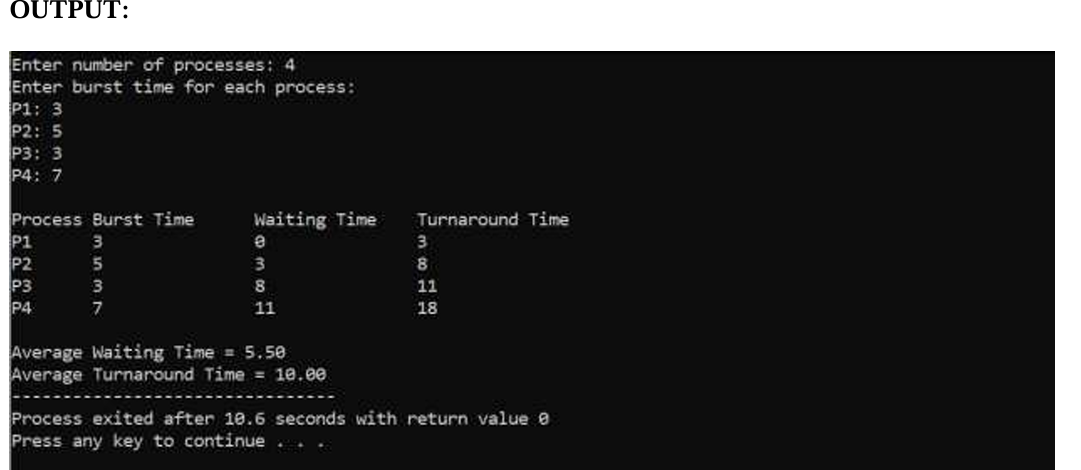 OUTPUT:
Enter number of processes: 4
Enter burst time for each process:
P1: 3
P2: 5
P3: 3
P4: 7
Process Burst Time Waiting Time Turnaround Time
P1 3 0 3
P2 5 3 8
P3 3 8 11
P4 7 11 18
Average Waiting Time = 5.50
Average Turnaround Time = 10.00
--------------------------------
Process exited after 10.6 seconds with return value 0
Press any key to continue . . .